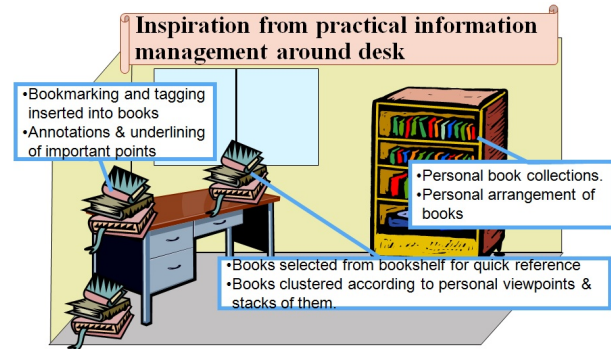 Inspiration from practical information
management around desk
•Bookmarking and tagging
inserted into books
•Annotations & underlining
of important points
•Personal book collections.
•Personal arrangement of
books
•Books selected from bookshelf for quick reference
•Books clustered according to personal viewpoints &
stacks of them.